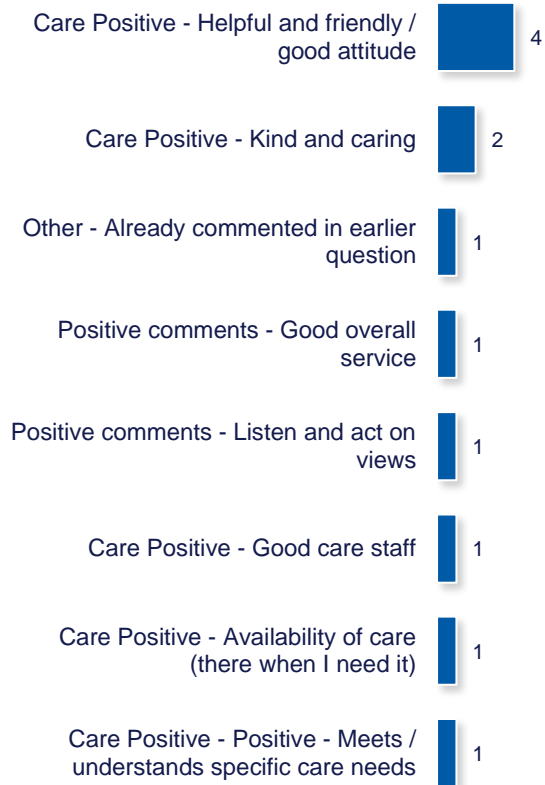 Care Positive - Helpful and friendly /
good attitude
4
Care Positive - Kind and caring
2
Other - Already commented in earlier
question
1
Positive comments - Good overall
service
1
Positive comments - Listen and act on
views
1
Care Positive - Good care staff
1
Care Positive - Availability of care
(there when I need it)
1
Care Positive - Positive - Meets /
understands specific care needs
1